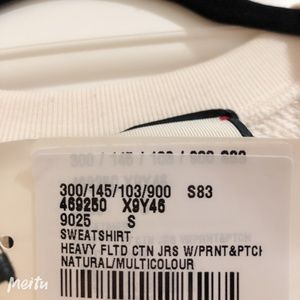 300/145/103/900 S83
469250 X9Y46
9025 S
SWEATSHIRT
HEAVY FLTD CTN JRS W/PRNT&PTCH
NATURAL/MULTICOLOUR
meitu